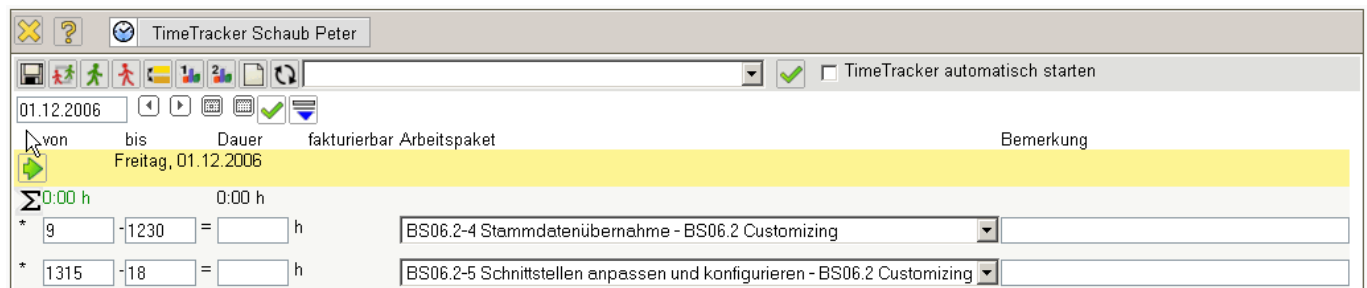 TimeTracker Schaub Peter
TimeTracker automatisch starten
01.12.2006
von bis Dauer fakturierbar Arbeitspaket Bemerkung
Freitag, 01.12.2006
Σ 0:00 h 0:00 h
* 9 - 1230 = h BS06.2-4 Stammdatenübernahme - BS06.2 Customizing
* 1315 - 18 = h BS06.2-5 Schnittstellen anpassen und konfigurieren - BS06.2 Customizing